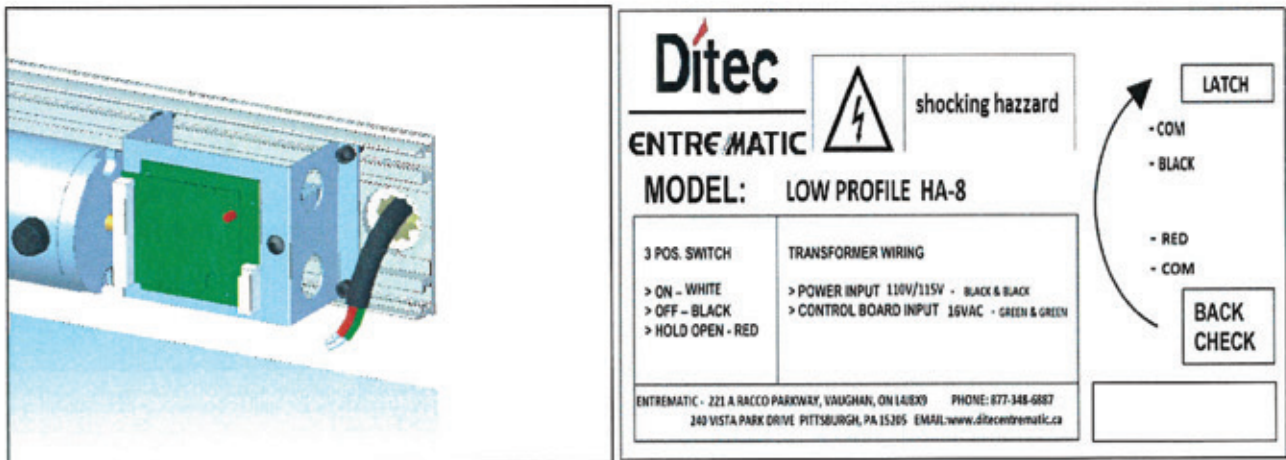 Ditec
ENTREMATIC
shocking hazzard
MODEL: LOW PROFILE HA-8
3 POS. SWITCH
> ON - WHITE
> OFF - BLACK
> HOLD OPEN - RED
TRANSFORMER WIRING
> POWER INPUT 110V/115V - BLACK & BLACK
> CONTROL BOARD INPUT 16VAC - GREEN & GREEN
ENTREMATIC - 221 A RACCO PARKWAY, VAUGHAN, ON L4J8X9 PHONE: 877-348-6887
240 VISTA PARK DRIVE PITTSBURGH, PA 15205 EMAIL:www.ditecentrematic.ca
LATCH
- COM
- BLACK
- RED
- COM
BACK
CHECK